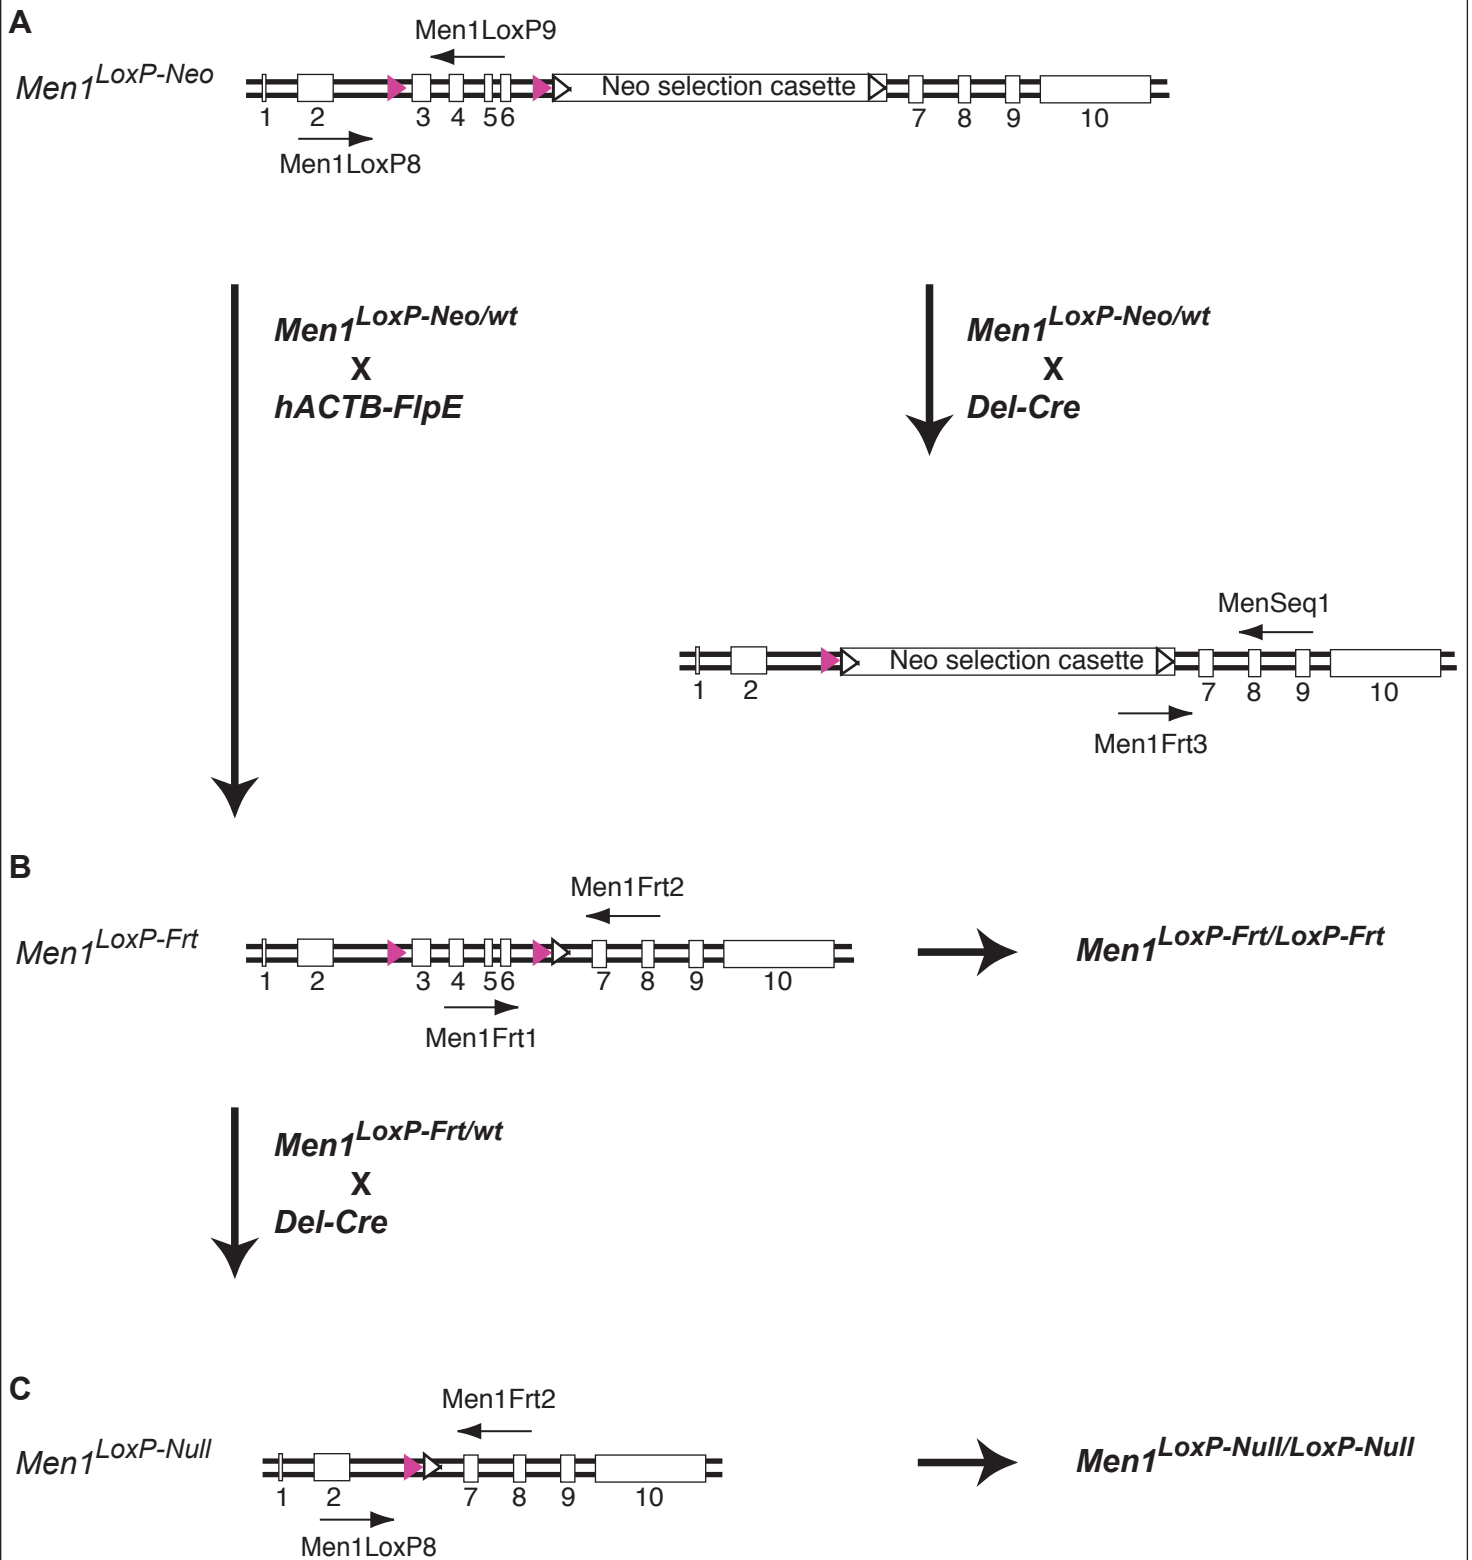 A
Men1LoxP9
Men1LoxP-Neo
Neo selection casette
1 2 3 4 5 6 7 8 9 10
Men1LoxP8
Men1LoxP-Neo/wt
X
hACTB-FlpE
Men1LoxP-Neo/wt
X
Del-Cre
MenSeq1
Neo selection casette
1 2 7 8 9 10
Men1Frt3
B
Men1Frt2
Men1LoxP-Frt
1 2 3 4 5 6 7 8 9 10
Men1Frt1
Men1LoxP-Frt/LoxP-Frt
Men1LoxP-Frt/wt
X
Del-Cre
C
Men1Frt2
Men1LoxP-Null
1 2 7 8 9 10
Men1LoxP8
Men1LoxP-Null/LoxP-Null